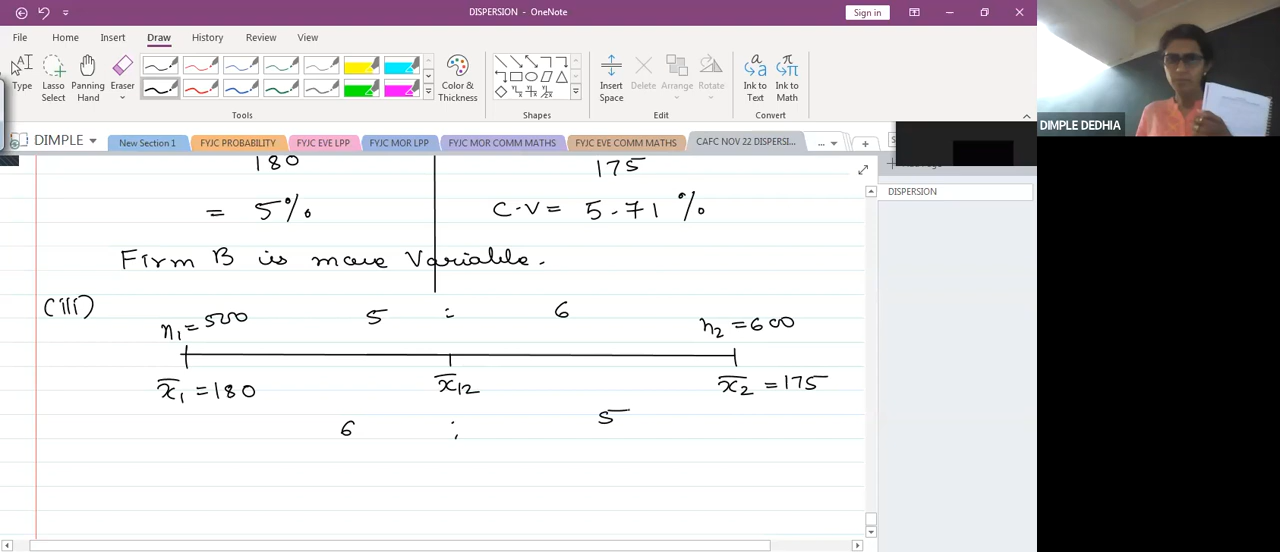 DISPERSION - OneNote
Sign in
File Home Insert Draw History Review View
Type Lasso Select Panning Hand Eraser Color & Thickness Insert Space Delete Arrange Rotate Ink to Text Ink to Math
Tools Shapes Edit Convert
DIMPLE New Section 1 FYJC PROBABILITY FYJC EVE LPP FYJC MOR LPP FYJC MOR COMM MATHS FYJC EVE COMM MATHS CAFC NOV 22 DISPERSI...
DIMPLE DEDHIA
DISPERSION
180 175
= 5% C.V = 5.71 %
Firm B is more Variable.
(iii) n₁ = 500 5 : 6 n₂ = 600
x̄₁ = 180 x̄₁₂ x̄₂ = 175
6 : 5